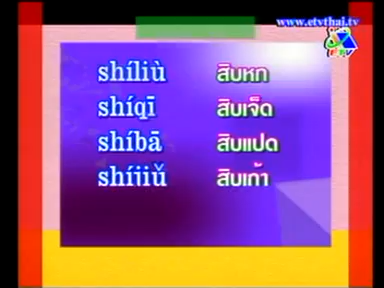 www.etvthai.tv
ETV
shíliù สิบหก
shíqī สิบเจ็ด
shíbā สิบแปด
shíjiǔ สิบเก้า